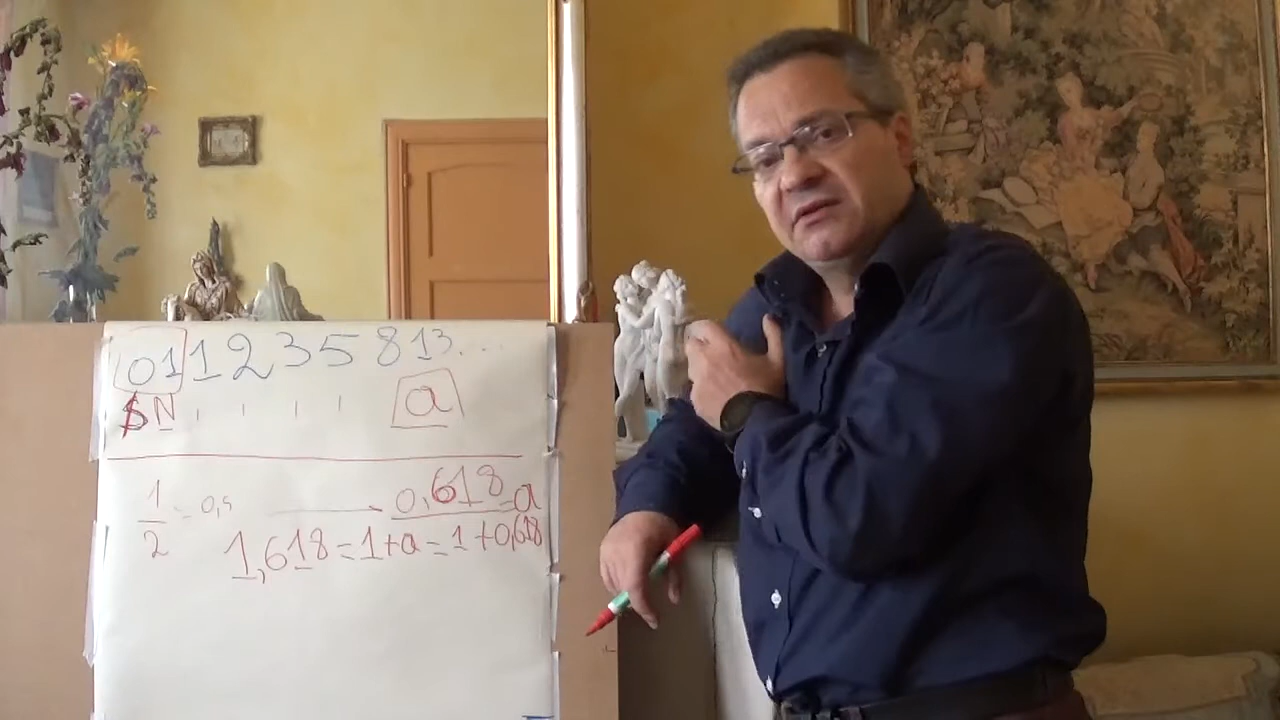 0 1 1 2 3 5 8 13...
$ N a
1/2 = 0,5 0,618=a
1,618=1+a=1+0,618